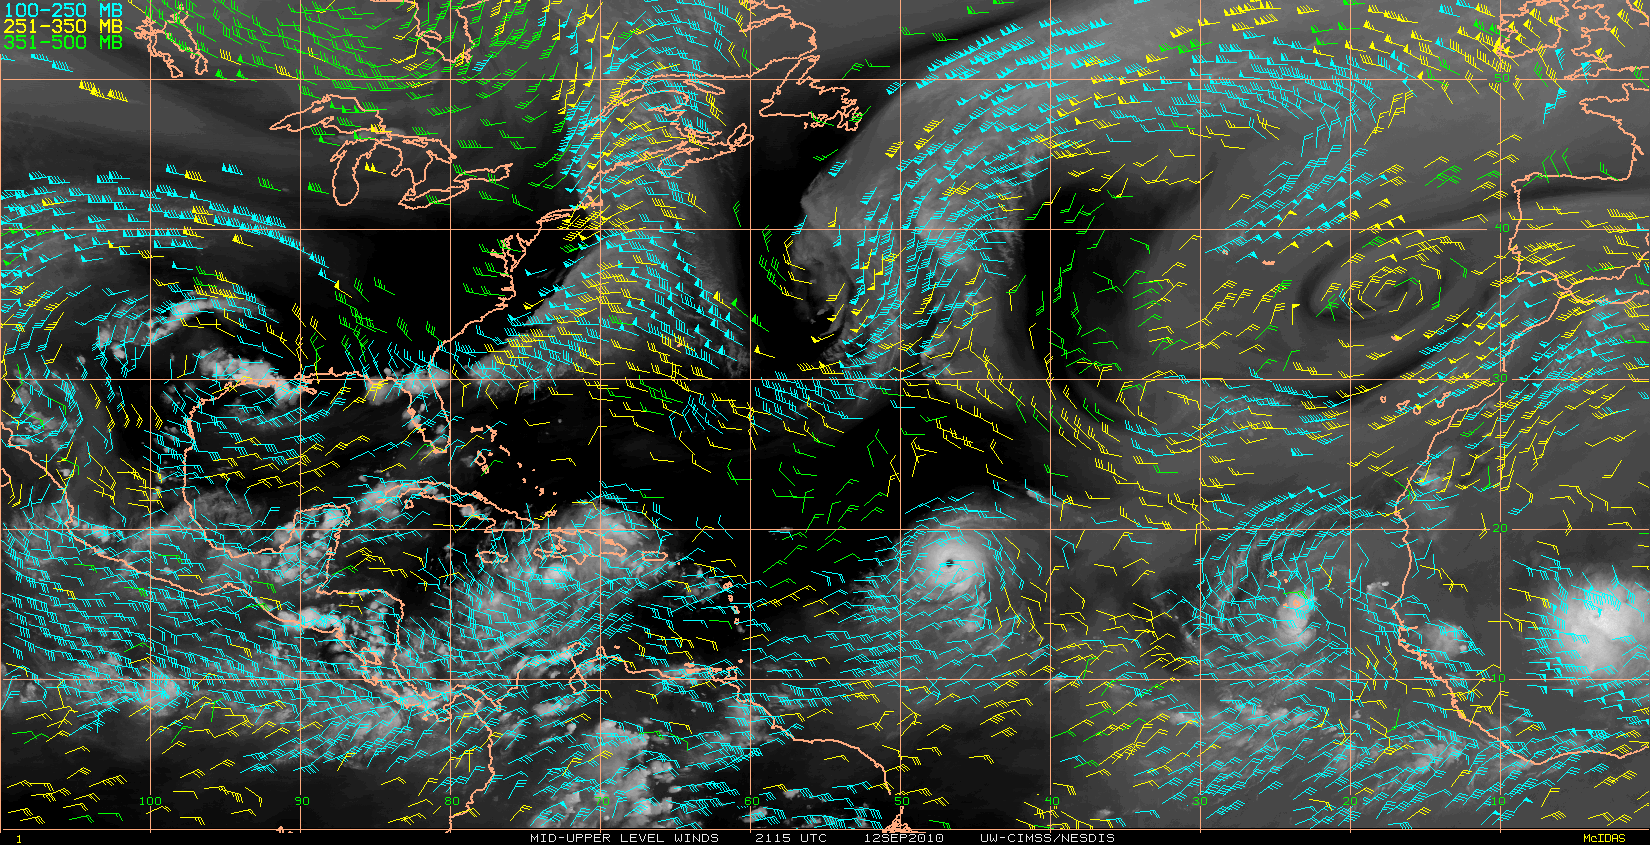 100-250 MB
251-350 MB
351-500 MB
50
40
30
20
10
100 90 80 70 60 50 40 30 20 10
1 MID-UPPER LEVEL WINDS 2115 UTC 12SEP2010 UW-CIMSS/NESDIS McIDAS